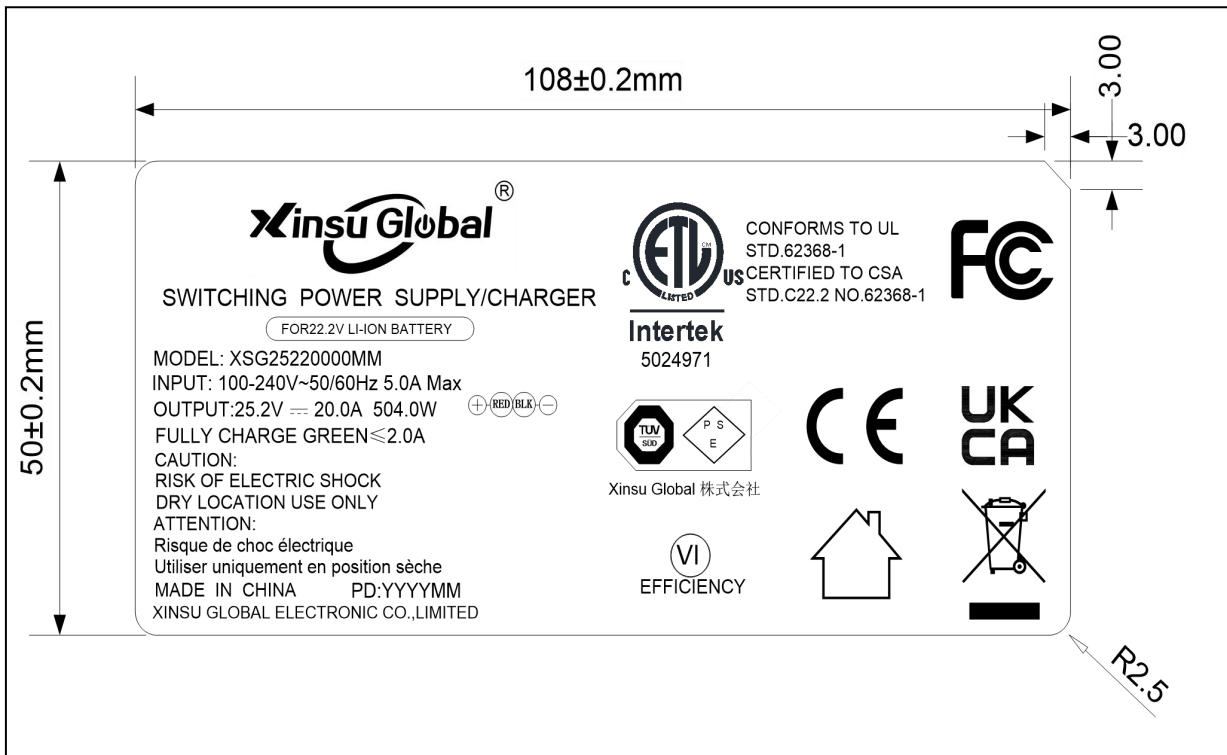 108±0.2mm
3.00
3.00
50±0.2mm
Xinsu Global ®
SWITCHING POWER SUPPLY/CHARGER
FOR22.2V LI-ION BATTERY
MODEL: XSG25220000MM
INPUT: 100-240V~50/60Hz 5.0A Max
OUTPUT:25.2V ⎓ 20.0A 504.0W + RED BLK -
FULLY CHARGE GREEN≤2.0A
CAUTION:
RISK OF ELECTRIC SHOCK
DRY LOCATION USE ONLY
ATTENTION:
Risque de choc électrique
Utiliser uniquement en position sèche
MADE IN CHINA PD:YYYYMM
XINSU GLOBAL ELECTRONIC CO.,LIMITED
C ETL CM US
LISTED
Intertek
5024971
CONFORMS TO UL
STD.62368-1
CERTIFIED TO CSA
STD.C22.2 NO.62368-1
FC
TUV
SÜD
P S
E
Xinsu Global 株式会社
CE
UK
CA
VI
EFFICIENCY
R2.5